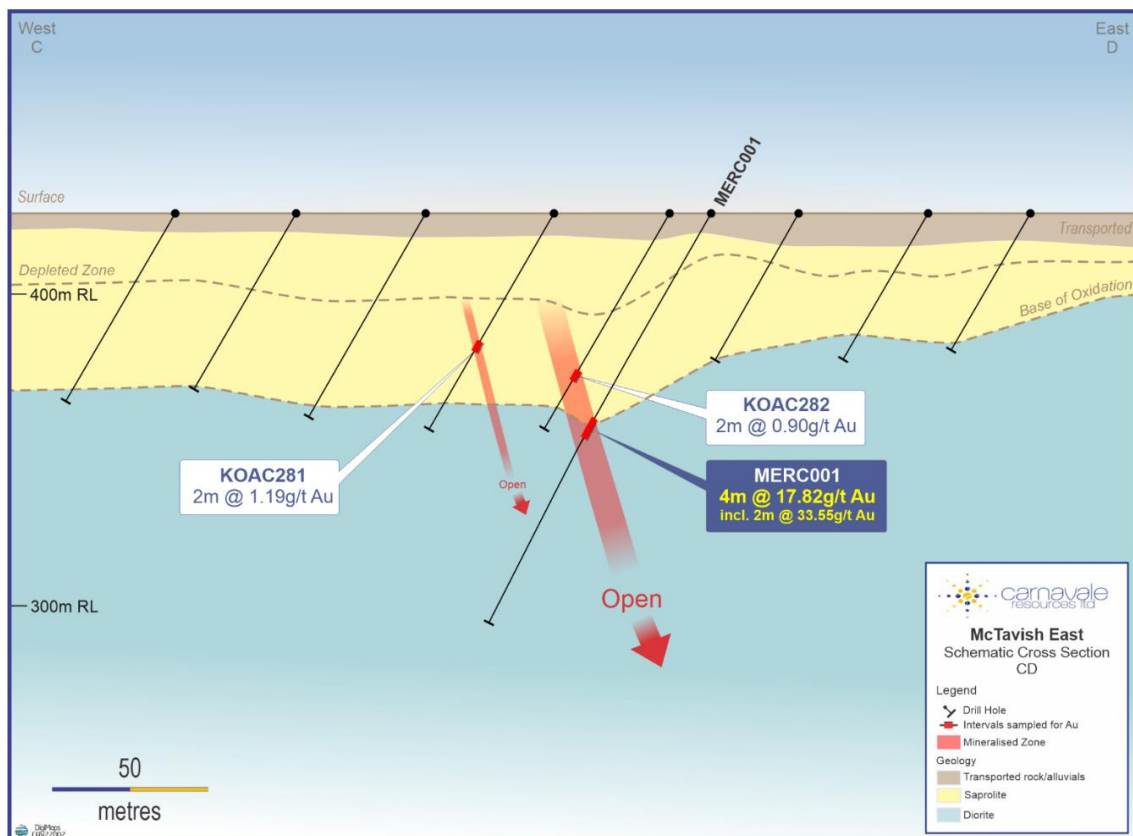 West
C
East
D
MERC001
Surface
Transported
Depleted Zone
400m RL
Base of Oxidation
KOAC282
2m @ 0.90g/t Au
KOAC281
2m @ 1.19g/t Au
MERC001
4m @ 17.82g/t Au
incl. 2m @ 33.55g/t Au
Open
300m RL
Open
carnavale
resources ltd
McTavish East
Schematic Cross Section
CD
Legend
Drill Hole
Intervals sampled for Au
Mineralised Zone
Geology
Transported rock/alluvials
Saprolite
Diorite
50
metres
DigiMaps